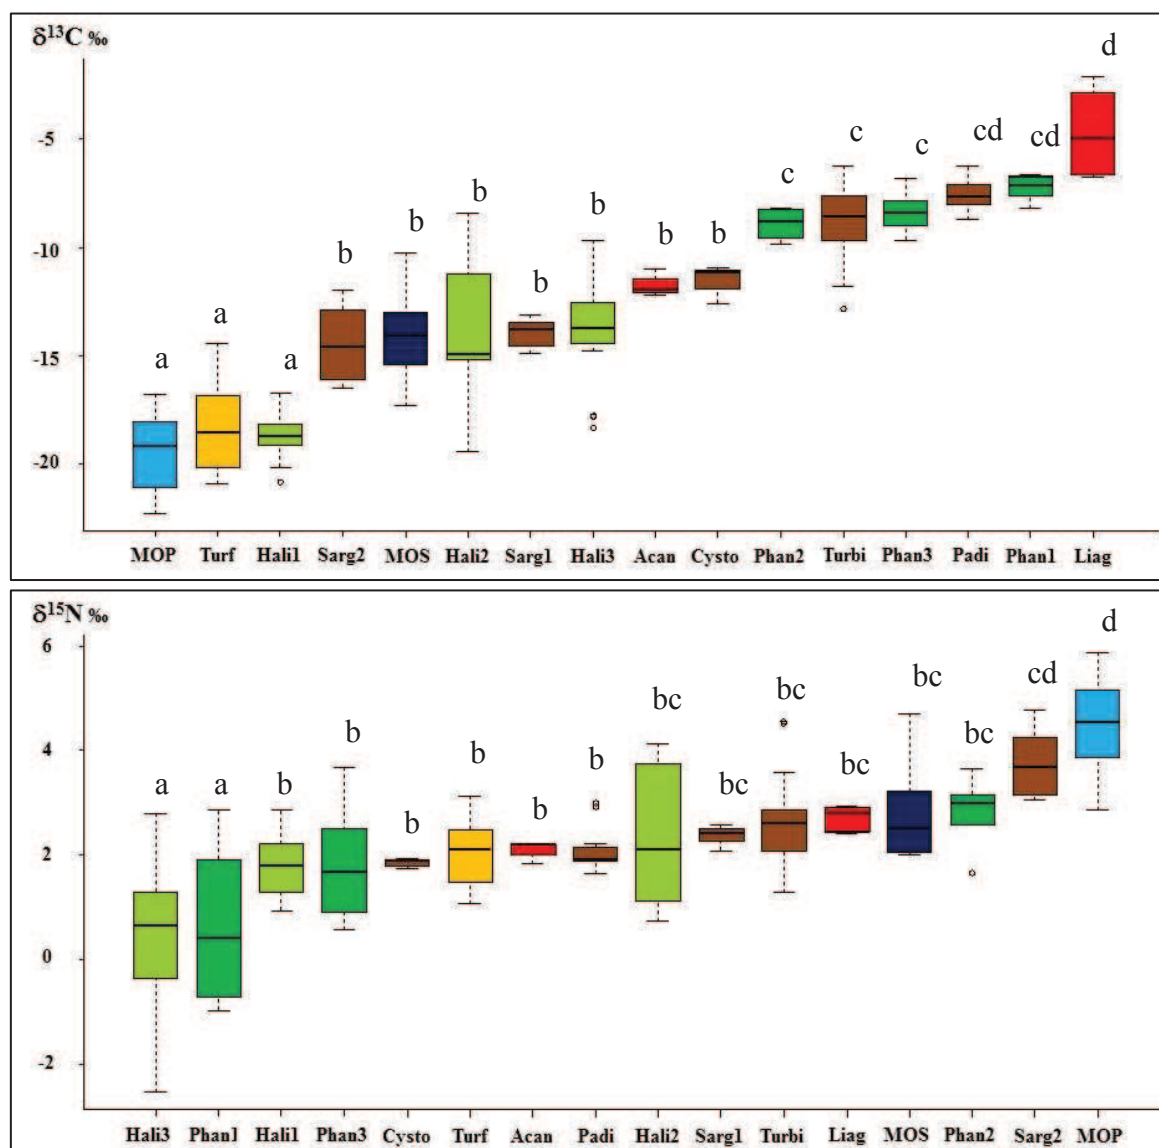 δ13C ‰
d
c c cd cd
b b b c
a a b b b b
a
-5
-10
-15
-20
MOP Turf Hali1 Sarg2 MOS Hali2 Sarg1 Hali3 Acan Cysto Phan2 Turbi Phan3 Padi Phan1 Liag
δ15N ‰
d
bc bc bc cd
a a b b b b bc bc bc
b b
6
4
2
0
-2
Hali3 Phan1 Hali1 Phan3 Cysto Turf Acan Padi Hali2 Sarg1 Turbi Liag MOS Phan2 Sarg2 MOP